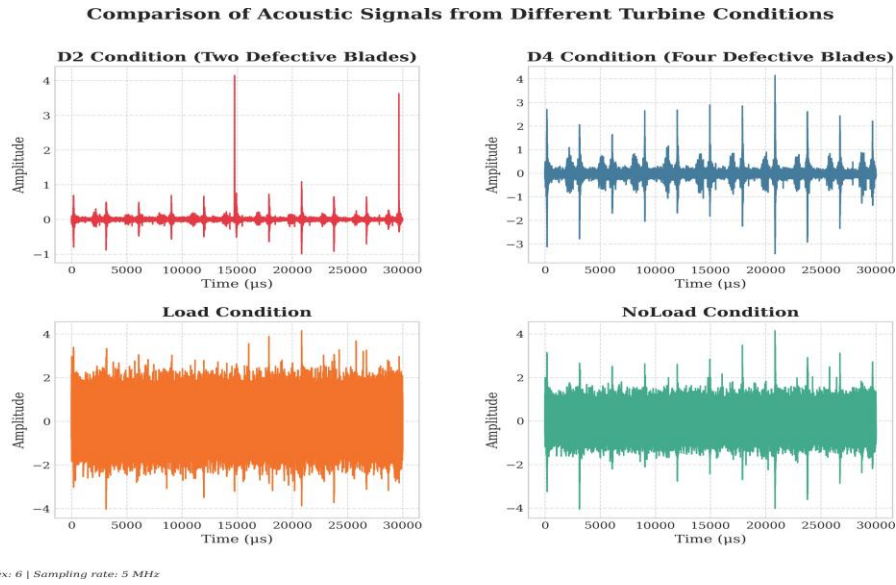 Comparison of Acoustic Signals from Different Turbine Conditions
D2 Condition (Two Defective Blades)
4
3
2
1
0
−1
Amplitude
0 5000 10000 15000 20000 25000 30000
Time (μs)
D4 Condition (Four Defective Blades)
4
3
2
1
0
−1
−2
−3
Amplitude
0 5000 10000 15000 20000 25000 30000
Time (μs)
Load Condition
4
2
0
−2
−4
Amplitude
0 5000 10000 15000 20000 25000 30000
Time (μs)
NoLoad Condition
4
2
0
−2
−4
Amplitude
0 5000 10000 15000 20000 25000 30000
Time (μs)
6 | Sampling rate: 5 MHz